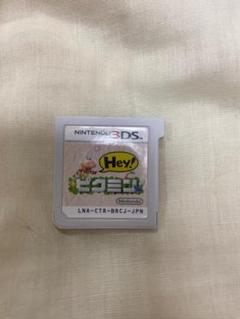 NINTENDO 3DS
Hey!
ピクミン
Nintendo
LNA-CTR-BRCJ-JPN